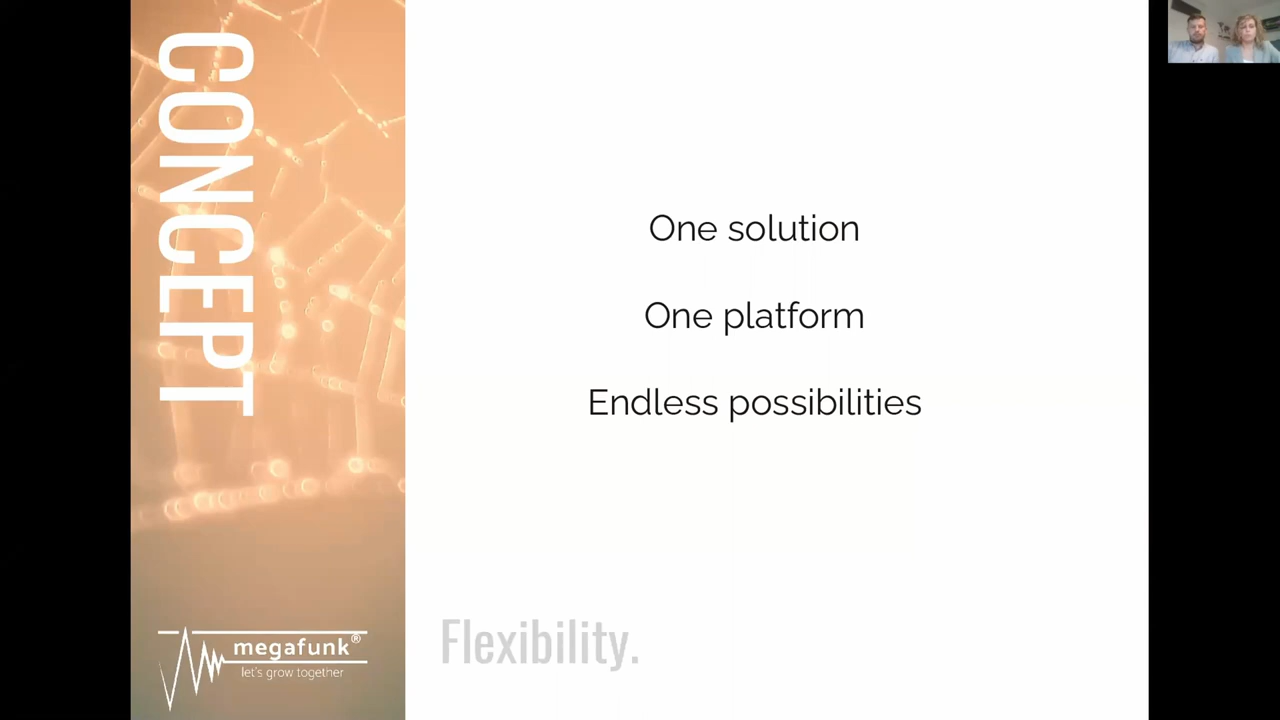 CONCEPT
One solution
One platform
Endless possibilities
Flexibility.
megafunk®
let's grow together